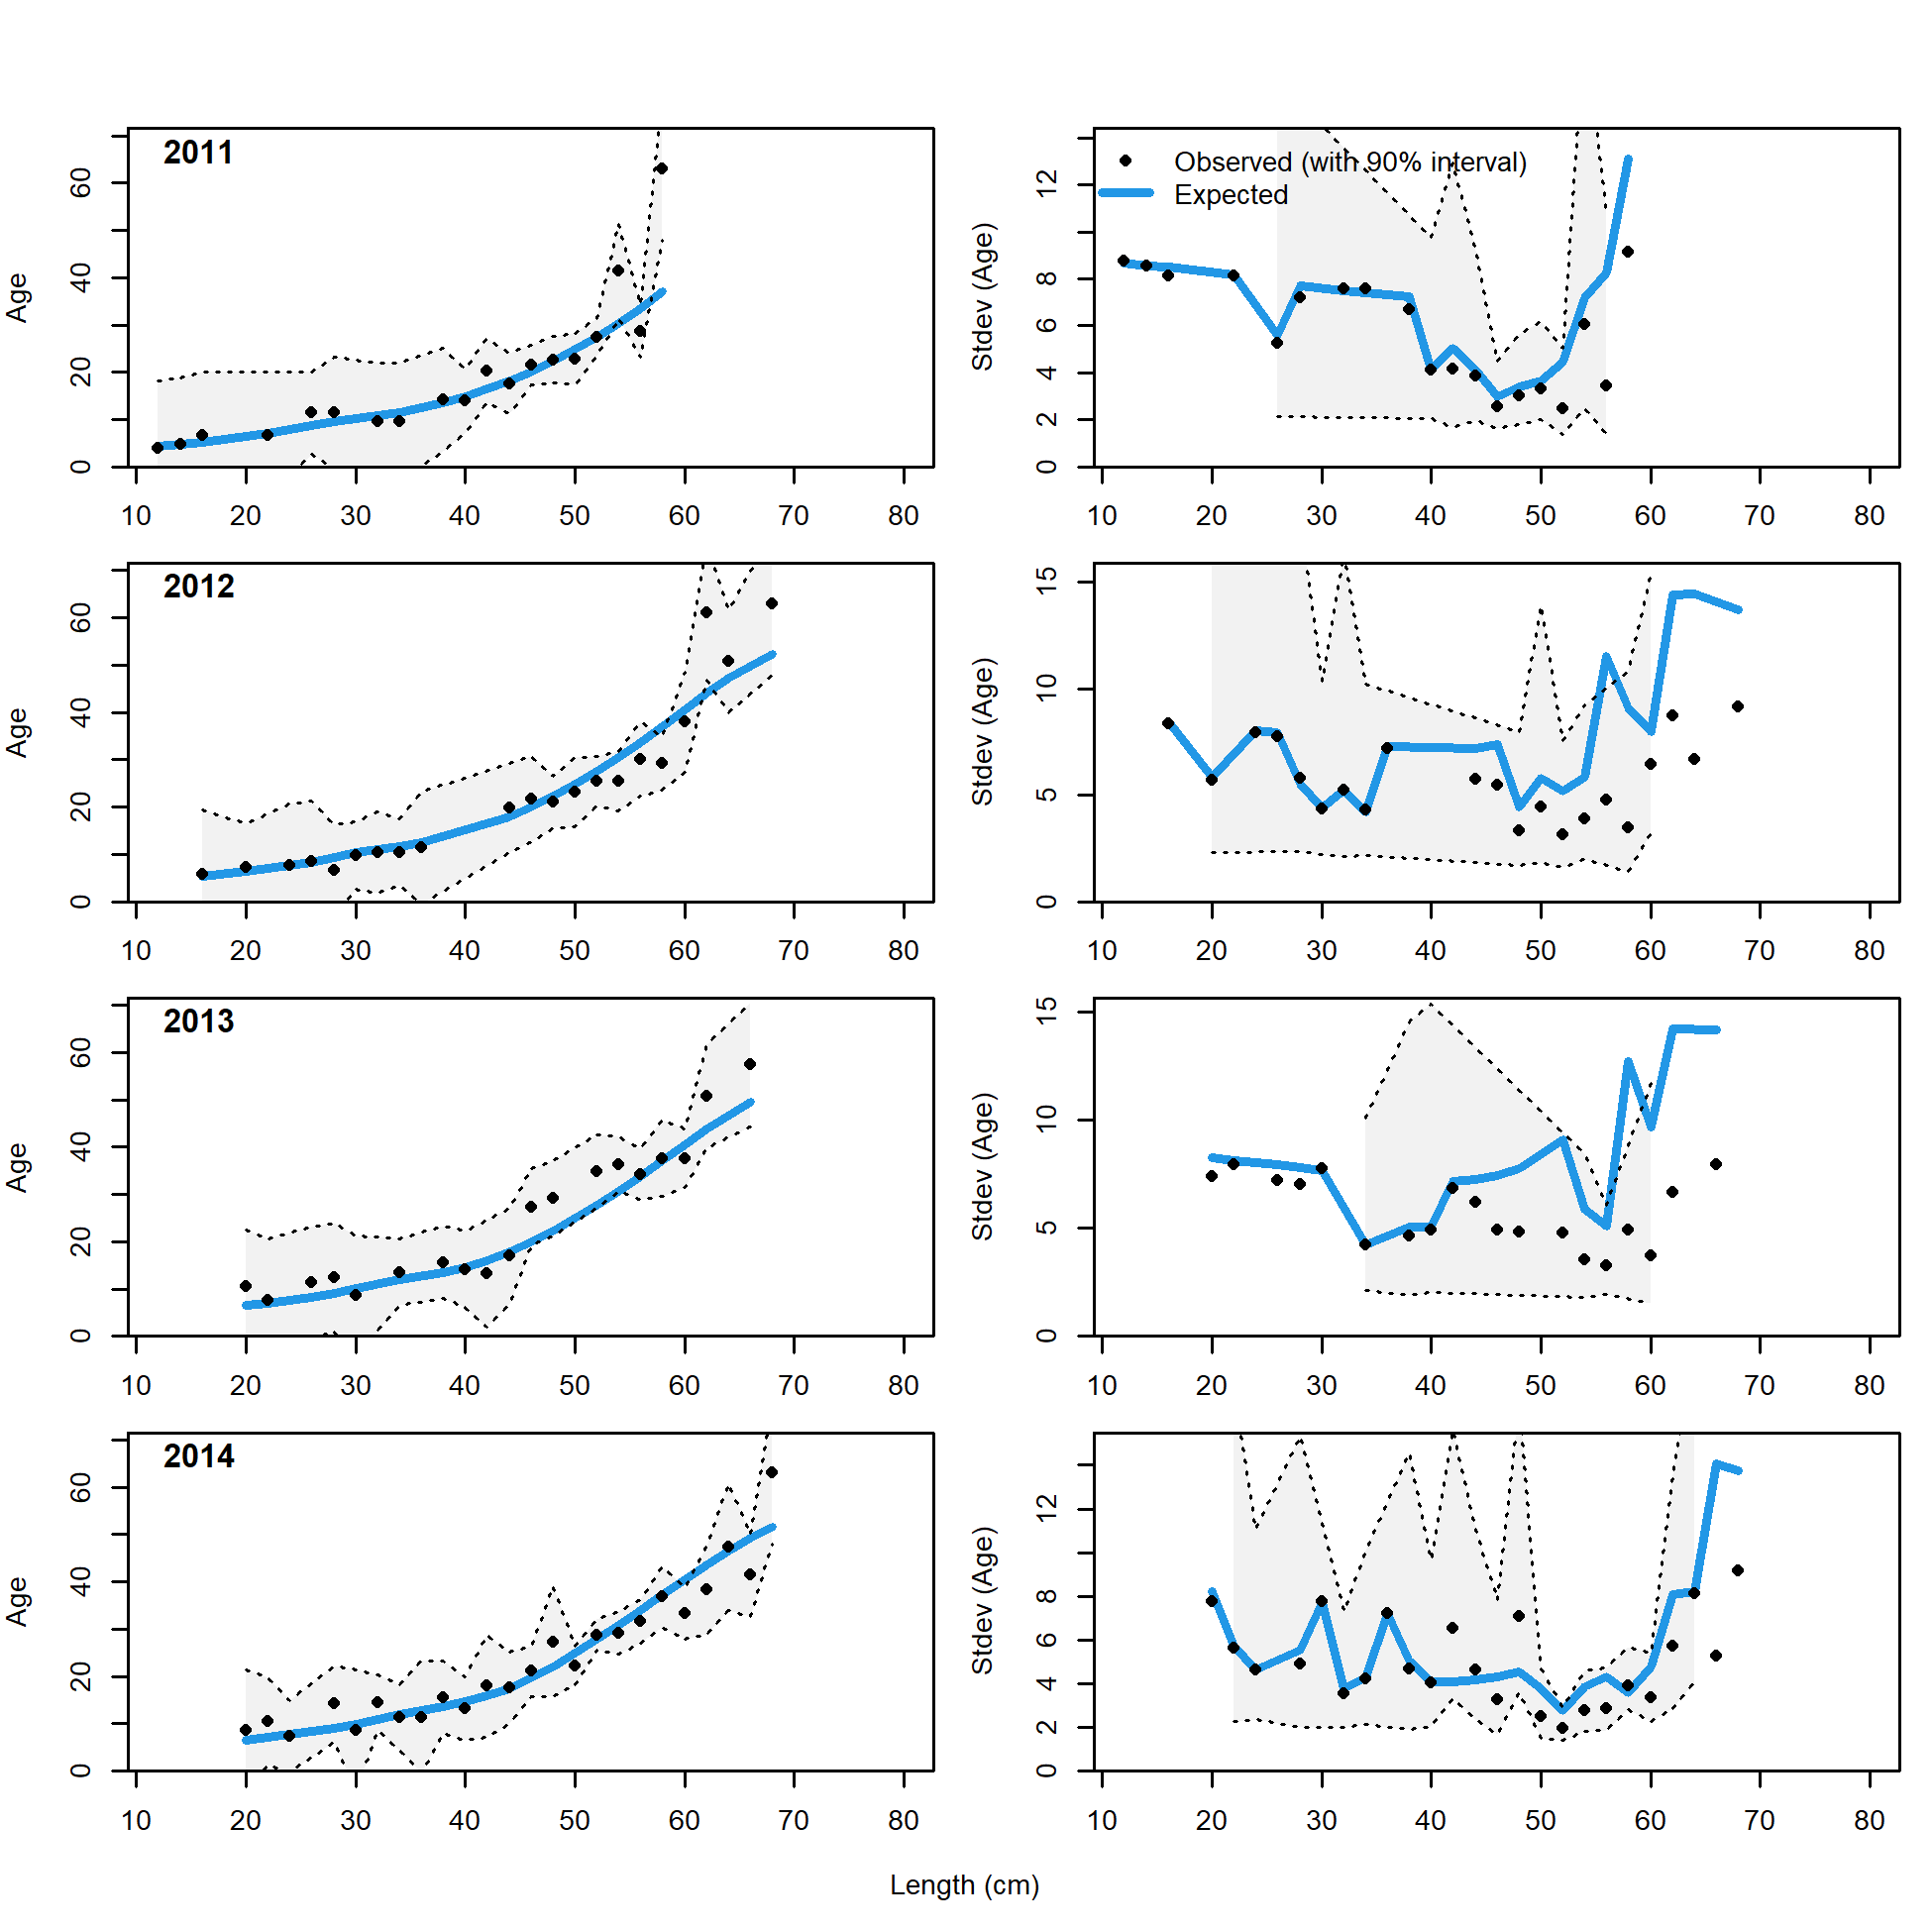 2011
Observed (with 90% interval)
Expected
Age
0 20 40 60
10 20 30 40 50 60 70 80
Stdev (Age)
0 2 4 6 8 12
10 20 30 40 50 60 70 80
2012
Age
0 20 40 60
10 20 30 40 50 60 70 80
Stdev (Age)
0 5 10 15
10 20 30 40 50 60 70 80
2013
Age
0 20 40 60
10 20 30 40 50 60 70 80
Stdev (Age)
0 5 10 15
10 20 30 40 50 60 70 80
2014
Age
0 20 40 60
10 20 30 40 50 60 70 80
Stdev (Age)
0 2 4 6 8 12
10 20 30 40 50 60 70 80
Length (cm)